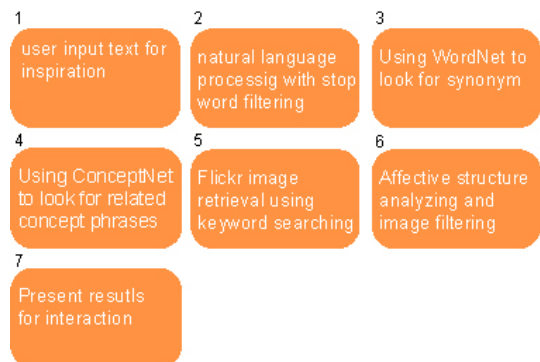 1
user input text for
inspiration
2
natural language
processig with stop
word filtering
3
Using WordNet to
look for synonym
4
Using ConceptNet
to look for related
concept phrases
5
Flickr image
retrieval using
keyword searching
6
Affective structure
analyzing and
image filtering
7
Present resutls
for interaction